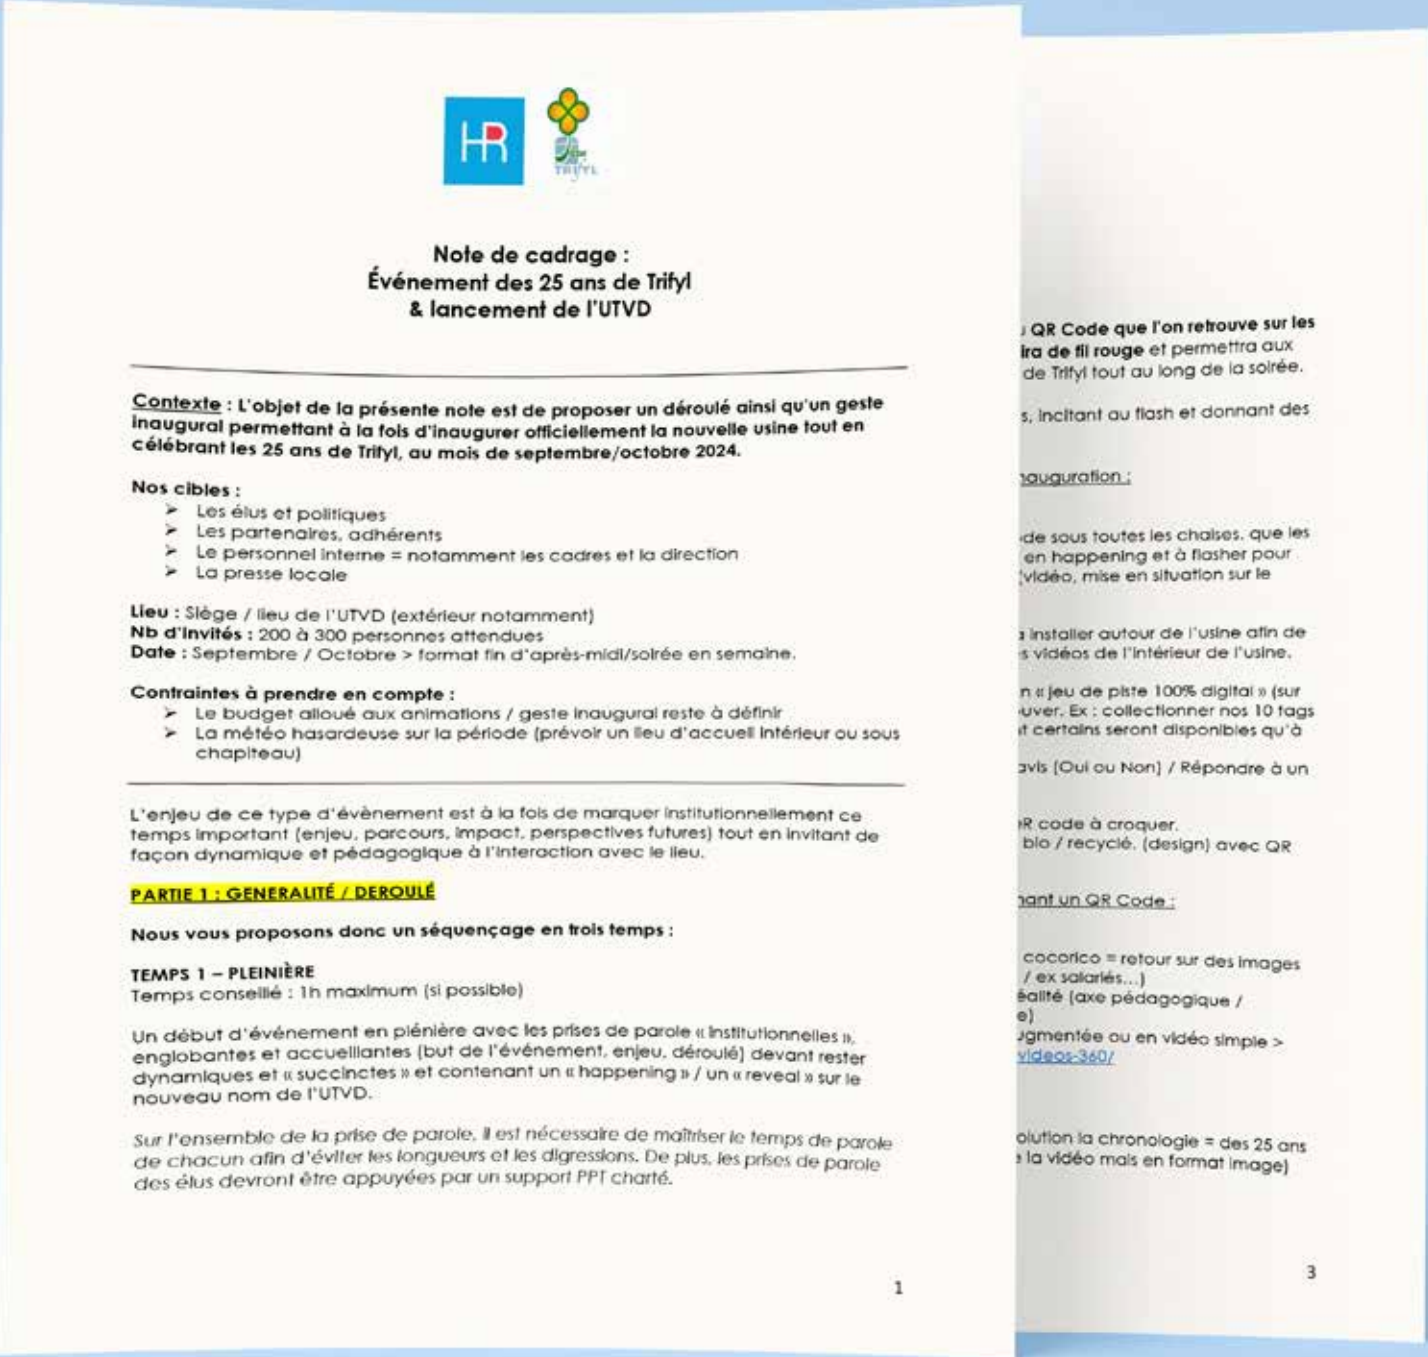 HR
TRIFYL
Note de cadrage :
Événement des 25 ans de Trifyl
& lancement de l'UTVD
Contexte : L'objet de la présente note est de proposer un déroulé ainsi qu'un geste
inaugural permettant à la fois d'inaugurer officiellement la nouvelle usine tout en
célébrant les 25 ans de Trifyl, au mois de septembre/octobre 2024.
Nos cibles :
➤ Les élus et politiques
➤ Les partenaires, adhérents
➤ Le personnel interne = notamment les cadres et la direction
➤ La presse locale
Lieu : Siège / lieu de l'UTVD (extérieur notamment)
Nb d'invités : 200 à 300 personnes attendues
Date : Septembre / Octobre > format fin d'après-midi/soirée en semaine.
Contraintes à prendre en compte :
➤ Le budget alloué aux animations / geste inaugural reste à définir
➤ La météo hasardeuse sur la période (prévoir un lieu d'accueil intérieur ou sous
chapiteau)
L'enjeu de ce type d'évènement est à la fois de marquer institutionnellement ce
temps important (enjeu, parcours, impact, perspectives futures) tout en invitant de
façon dynamique et pédagogique à l'interaction avec le lieu.
PARTIE 1 : GENERALITÉ / DEROULÉ
Nous vous proposons donc un séquençage en trois temps :
TEMPS 1 – PLEINIÈRE
Temps conseillé : 1h maximum (si possible)
Un début d'événement en plénière avec les prises de parole « institutionnelles »,
englobantes et accueillantes (but de l'événement, enjeu, déroulé) devant rester
dynamiques et « succinctes » et contenant un « happening » / un « reveal » sur le
nouveau nom de l'UTVD.
Sur l'ensemble de la prise de parole, il est nécessaire de maîtriser le temps de parole
de chacun afin d'éviter les longueurs et les digressions. De plus, les prises de parole
des élus devront être appuyées par un support PPT charté.
1
QR Code que l'on retrouve sur les
ira de fil rouge et permettra aux
de Trifyl tout au long de la soirée.
s, incitant au flash et donnant des
nauguration :
de sous toutes les chaises, que les
en happening et à flasher pour
vidéo, mise en situation sur le
installer autour de l'usine afin de
s vidéos de l'intérieur de l'usine.
n « jeu de piste 100% digital » (sur
uver. Ex : collectionner nos 10 tags
t certains seront disponibles qu'à
avis (Oui ou Non) / Répondre à un
R code à croquer.
bio / recyclé. (design) avec QR
nant un QR Code :
cocorico = retour sur des images
/ ex salariés...)
éalité (axe pédagogique /
e)
ugmentée ou en vidéo simple >
videos-360/
olution la chronologie = des 25 ans
la vidéo mais en format image)
3